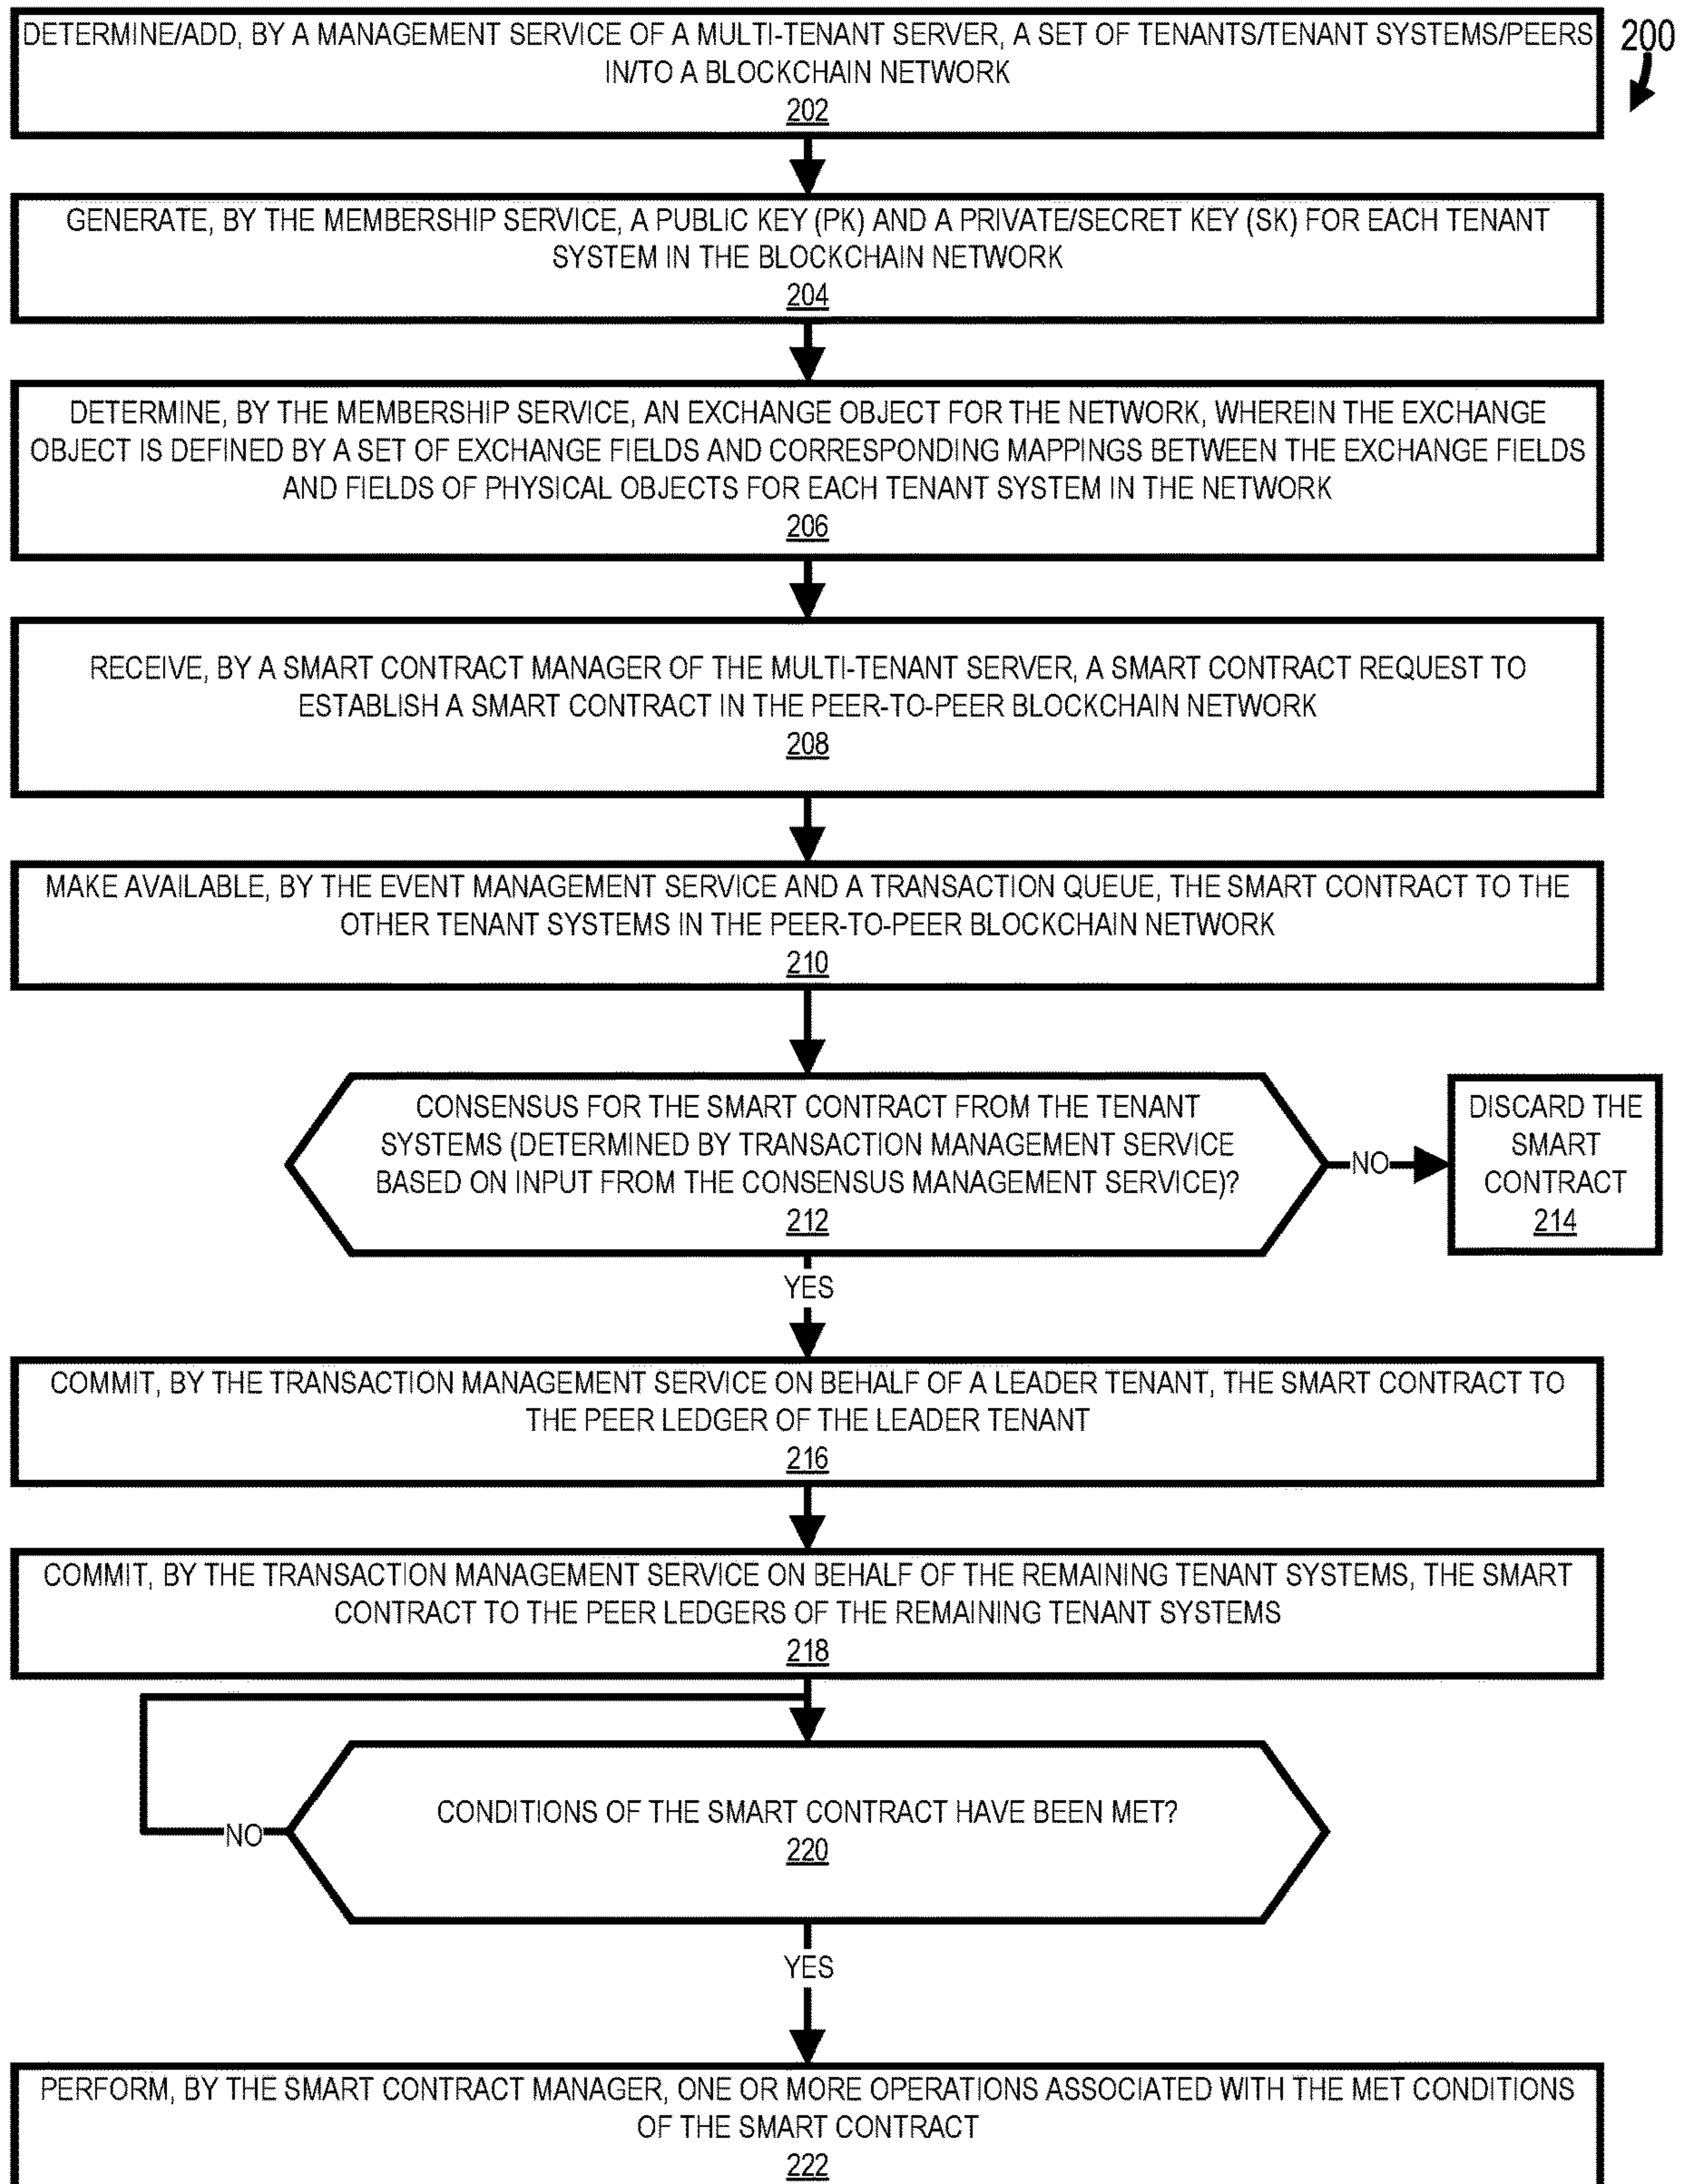 DETERMINE/ADD, BY A MANAGEMENT SERVICE OF A MULTI-TENANT SERVER, A SET OF TENANTS/TENANT SYSTEMS/PEERS
IN/TO A BLOCKCHAIN NETWORK
202
200
GENERATE, BY THE MEMBERSHIP SERVICE, A PUBLIC KEY (PK) AND A PRIVATE/SECRET KEY (SK) FOR EACH TENANT
SYSTEM IN THE BLOCKCHAIN NETWORK
204
DETERMINE, BY THE MEMBERSHIP SERVICE, AN EXCHANGE OBJECT FOR THE NETWORK, WHEREIN THE EXCHANGE
OBJECT IS DEFINED BY A SET OF EXCHANGE FIELDS AND CORRESPONDING MAPPINGS BETWEEN THE EXCHANGE FIELDS
AND FIELDS OF PHYSICAL OBJECTS FOR EACH TENANT SYSTEM IN THE NETWORK
206
RECEIVE, BY A SMART CONTRACT MANAGER OF THE MULTI-TENANT SERVER, A SMART CONTRACT REQUEST TO
ESTABLISH A SMART CONTRACT IN THE PEER-TO-PEER BLOCKCHAIN NETWORK
208
MAKE AVAILABLE, BY THE EVENT MANAGEMENT SERVICE AND A TRANSACTION QUEUE, THE SMART CONTRACT TO THE
OTHER TENANT SYSTEMS IN THE PEER-TO-PEER BLOCKCHAIN NETWORK
210
CONSENSUS FOR THE SMART CONTRACT FROM THE TENANT
SYSTEMS (DETERMINED BY TRANSACTION MANAGEMENT SERVICE
BASED ON INPUT FROM THE CONSENSUS MANAGEMENT SERVICE)?
212
NO
DISCARD THE
SMART
CONTRACT
214
YES
COMMIT, BY THE TRANSACTION MANAGEMENT SERVICE ON BEHALF OF A LEADER TENANT, THE SMART CONTRACT TO
THE PEER LEDGER OF THE LEADER TENANT
216
COMMIT, BY THE TRANSACTION MANAGEMENT SERVICE ON BEHALF OF THE REMAINING TENANT SYSTEMS, THE SMART
CONTRACT TO THE PEER LEDGERS OF THE REMAINING TENANT SYSTEMS
218
CONDITIONS OF THE SMART CONTRACT HAVE BEEN MET?
220
NO
YES
PERFORM, BY THE SMART CONTRACT MANAGER, ONE OR MORE OPERATIONS ASSOCIATED WITH THE MET CONDITIONS
OF THE SMART CONTRACT
222